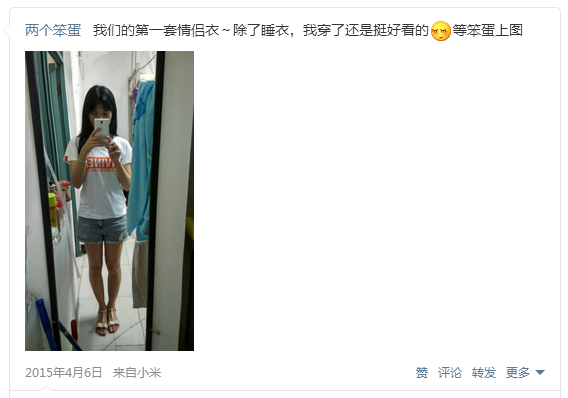 两个笨蛋 我们的第一套情侣衣～除了睡衣，我穿了还是挺好看的等笨蛋上图
2015年4月6日 来自小米 赞 评论 转发 更多